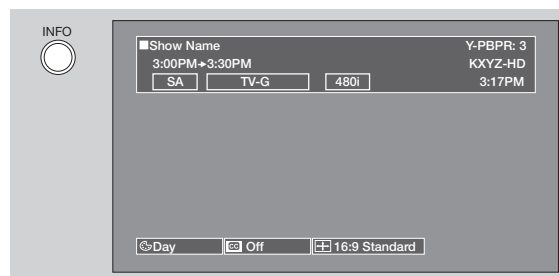 INFO
■Show Name Y-PBPR: 3
3:00PM→3:30PM KXYZ-HD
SA TV-G 480i 3:17PM
Day CC Off 16:9 Standard